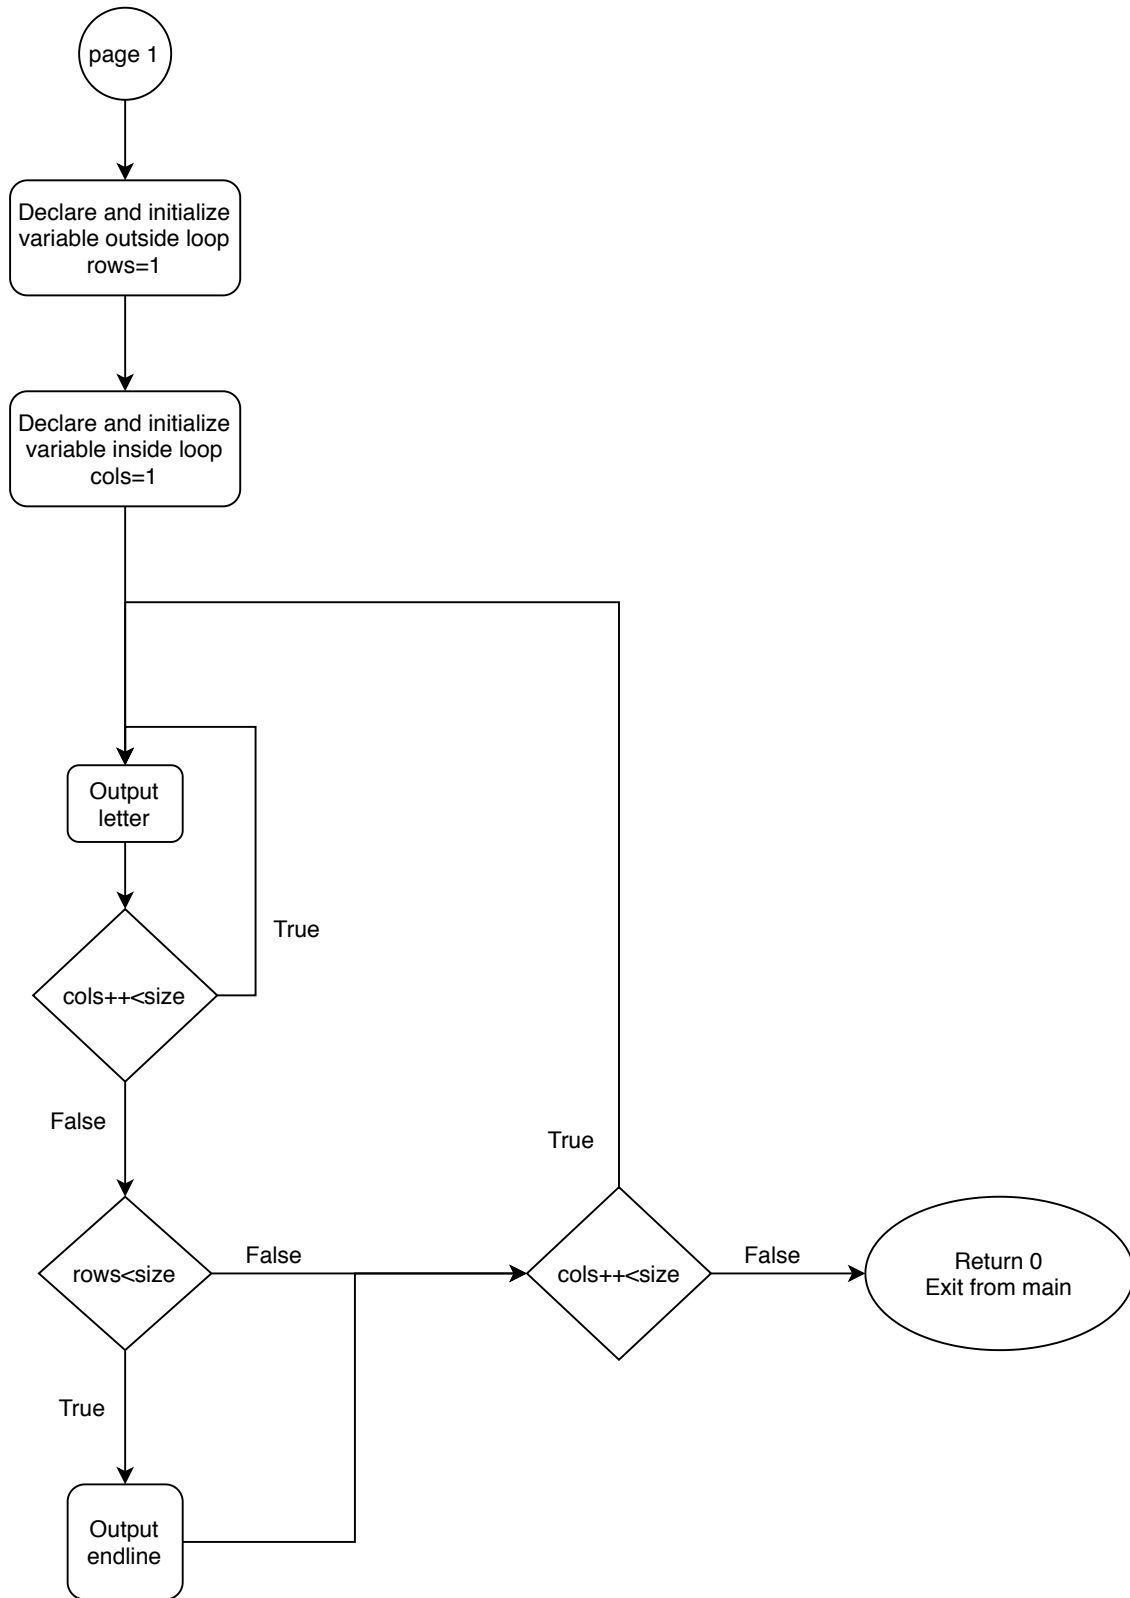 page 1
Declare and initialize
variable outside loop
rows=1
Declare and initialize
variable inside loop
cols=1
Output
letter
True
cols++<size
False
True
rows<size
False
cols++<size
False
Return 0
Exit from main
True
Output
endline